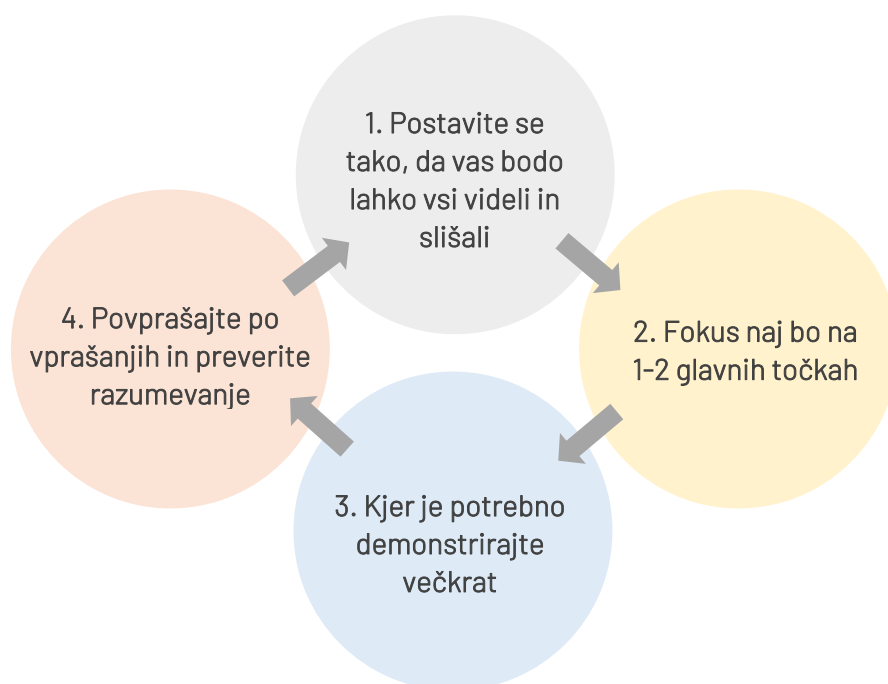 1. Postavite se
tako, da vas bodo
lahko vsi videli in
slišali
2. Fokus naj bo na
1-2 glavnih točkah
3. Kjer je potrebno
demonstrirajte
večkrat
4. Povprašajte po
vprašanjih in preverite
razumevanje